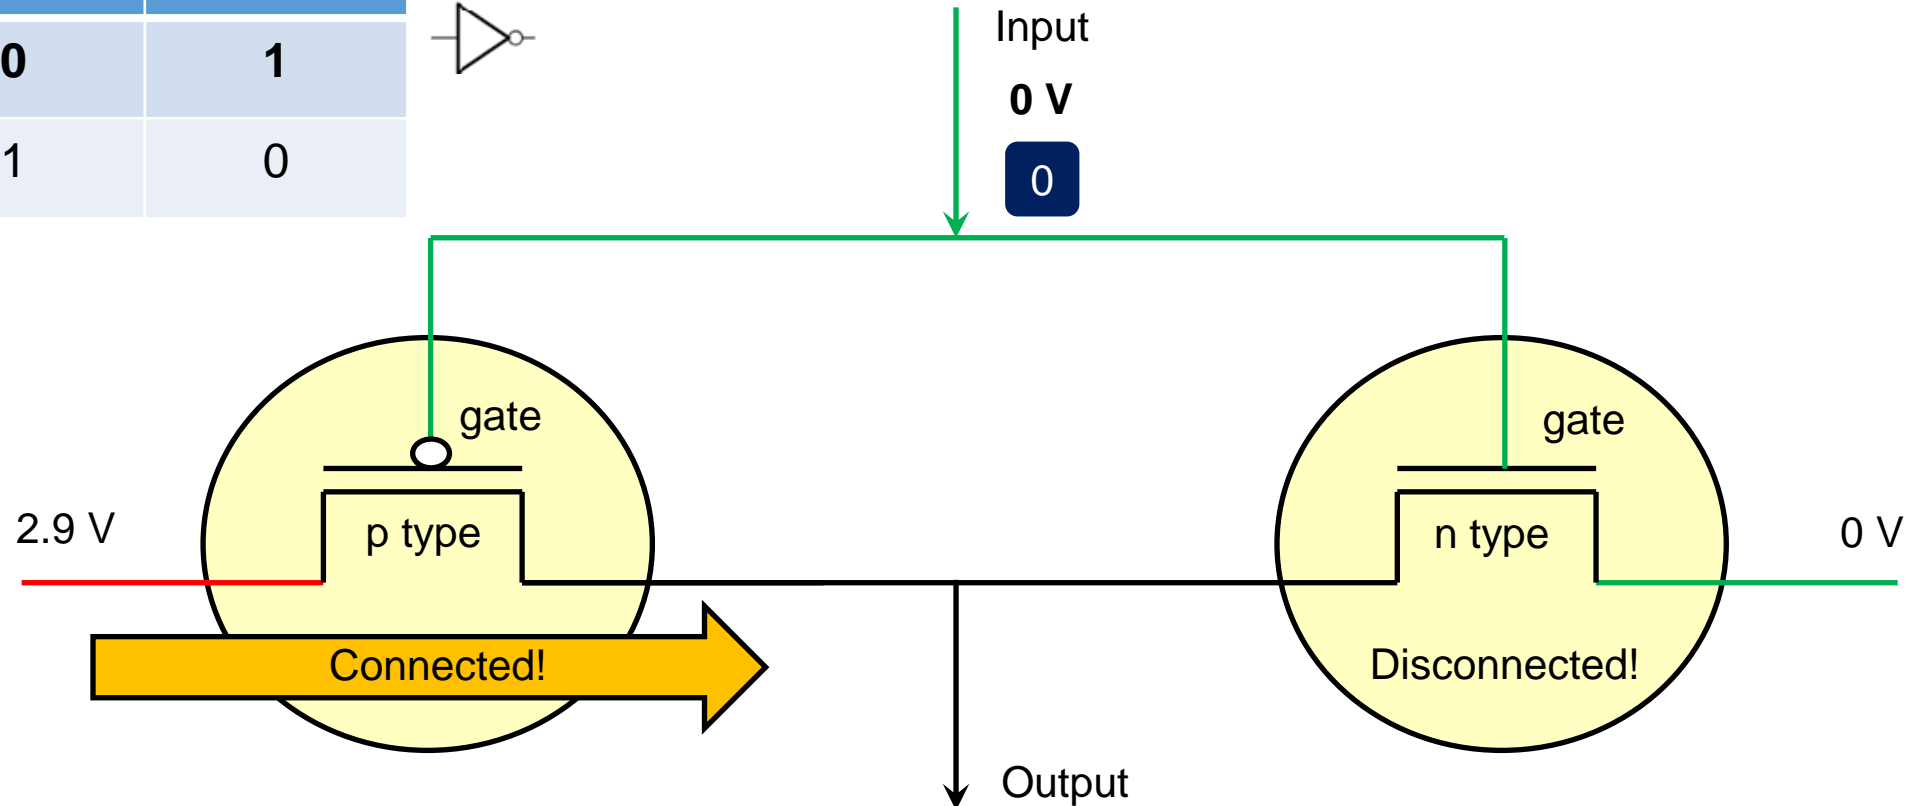 0 1
1 0
Input
0 V
0
gate
gate
2.9 V
p type
n type
0 V
Connected!
Disconnected!
Output